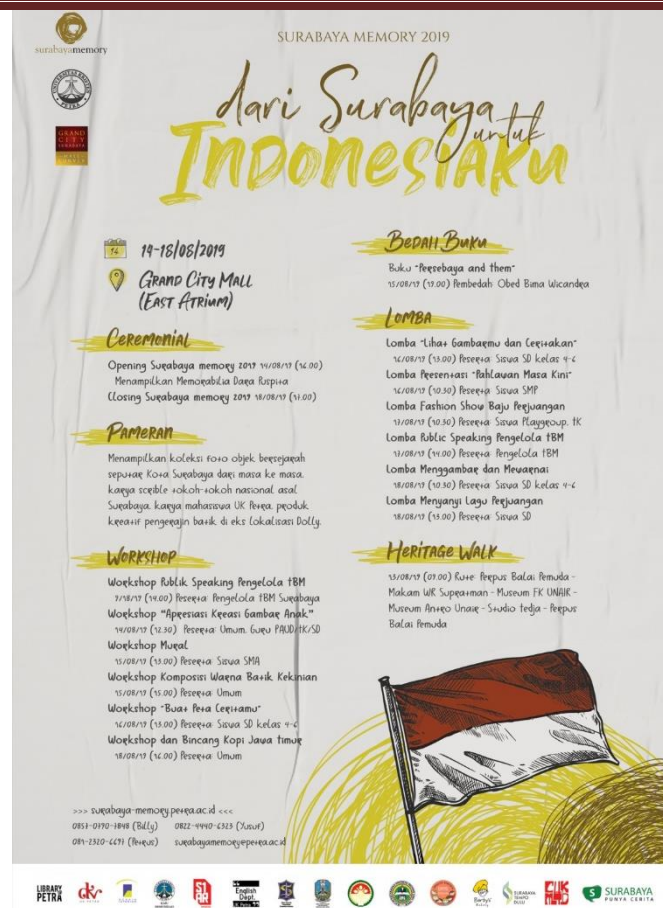 surabayamemory
SURABAYA MEMORY 2019
dari Surabaya
untuk
INDONESIAKU
GRAND
CITY
14
14-18/08/2019
GRAND CITY MALL
(EAST ATRIUM)
CEREMONIAL
Opening Surabaya memory 2019 14/08/19 (16.00)
Menampilkan Memorabilia Dara Puspita
Closing Surabaya memory 2019 18/08/19 (17.00)
PAMERAN
Menampilkan koleksi foto objek bersejarah
seputar Kota Surabaya dari masa ke masa,
karya scrible tokoh-tokoh nasional asal
Surabaya, karya mahasiswa UK Petra, produk
kreatif pengerajin batik di eks lokalisasi Dolly.
WORKSHOP
Workshop Publik Speaking Pengelola TBM
7/18/19 (14.00) Peserta: Pengelola TBM Surabaya
Workshop "Apresiasi Kreasi Gambar Anak"
14/08/19 (12.30) Peserta: Umum, Guru PAUD/TK/SD
Workshop Mural
15/08/19 (13.00) Peserta: Siswa SMA
Workshop Komposisi Warna Batik Kekinian
15/08/19 (15.00) Peserta: Umum
Workshop "Buat Peta Ceritamu"
16/08/19 (13.00) Peserta: Siswa SD kelas 4-6
Workshop dan Bincang Kopi Jawa timur
18/08/19 (16.00) Peserta: Umum
>>> surabaya-memory.petra.ac.id <<<
(Billy) (Yusuf)
(Petrus) surabayamemory@petra.ac.id
BEDAH BUKU
Buku "Persebaya and them"
15/08/19 (19.00) Pembedah: Obed Bima Wicandra
LOMBA
Lomba "Lihat Gambarmu dan Ceritakan"
16/08/19 (13.00) Peserta: Siswa SD kelas 4-6
Lomba Presentasi "Pahlawan Masa Kini"
16/08/19 (10.30) Peserta: Siswa SMP
Lomba Fashion Show Baju Perjuangan
17/08/19 (10.30) Peserta: Siswa Playgroup, TK
Lomba Public Speaking Pengelola TBM
17/08/19 (14.00) Peserta: Pengelola TBM
Lomba Menggambar dan Mewarnai
18/08/19 (10.30) Peserta: Siswa SD kelas 4-6
Lomba Menyanyi Lagu Perjuangan
18/08/19 (13.00) Peserta: Siswa SD
HERITAGE WALK
13/08/19 (07.00) Rute: Perpus Balai Pemuda -
Makam WR Supratman - Museum FK UNAIR -
Museum Antro Unair - Studio tedja - Perpus
Balai Pemuda
LIBRARY
PETRA
dkv
English
Dept.
SURABAYA
PUNYA CERITA